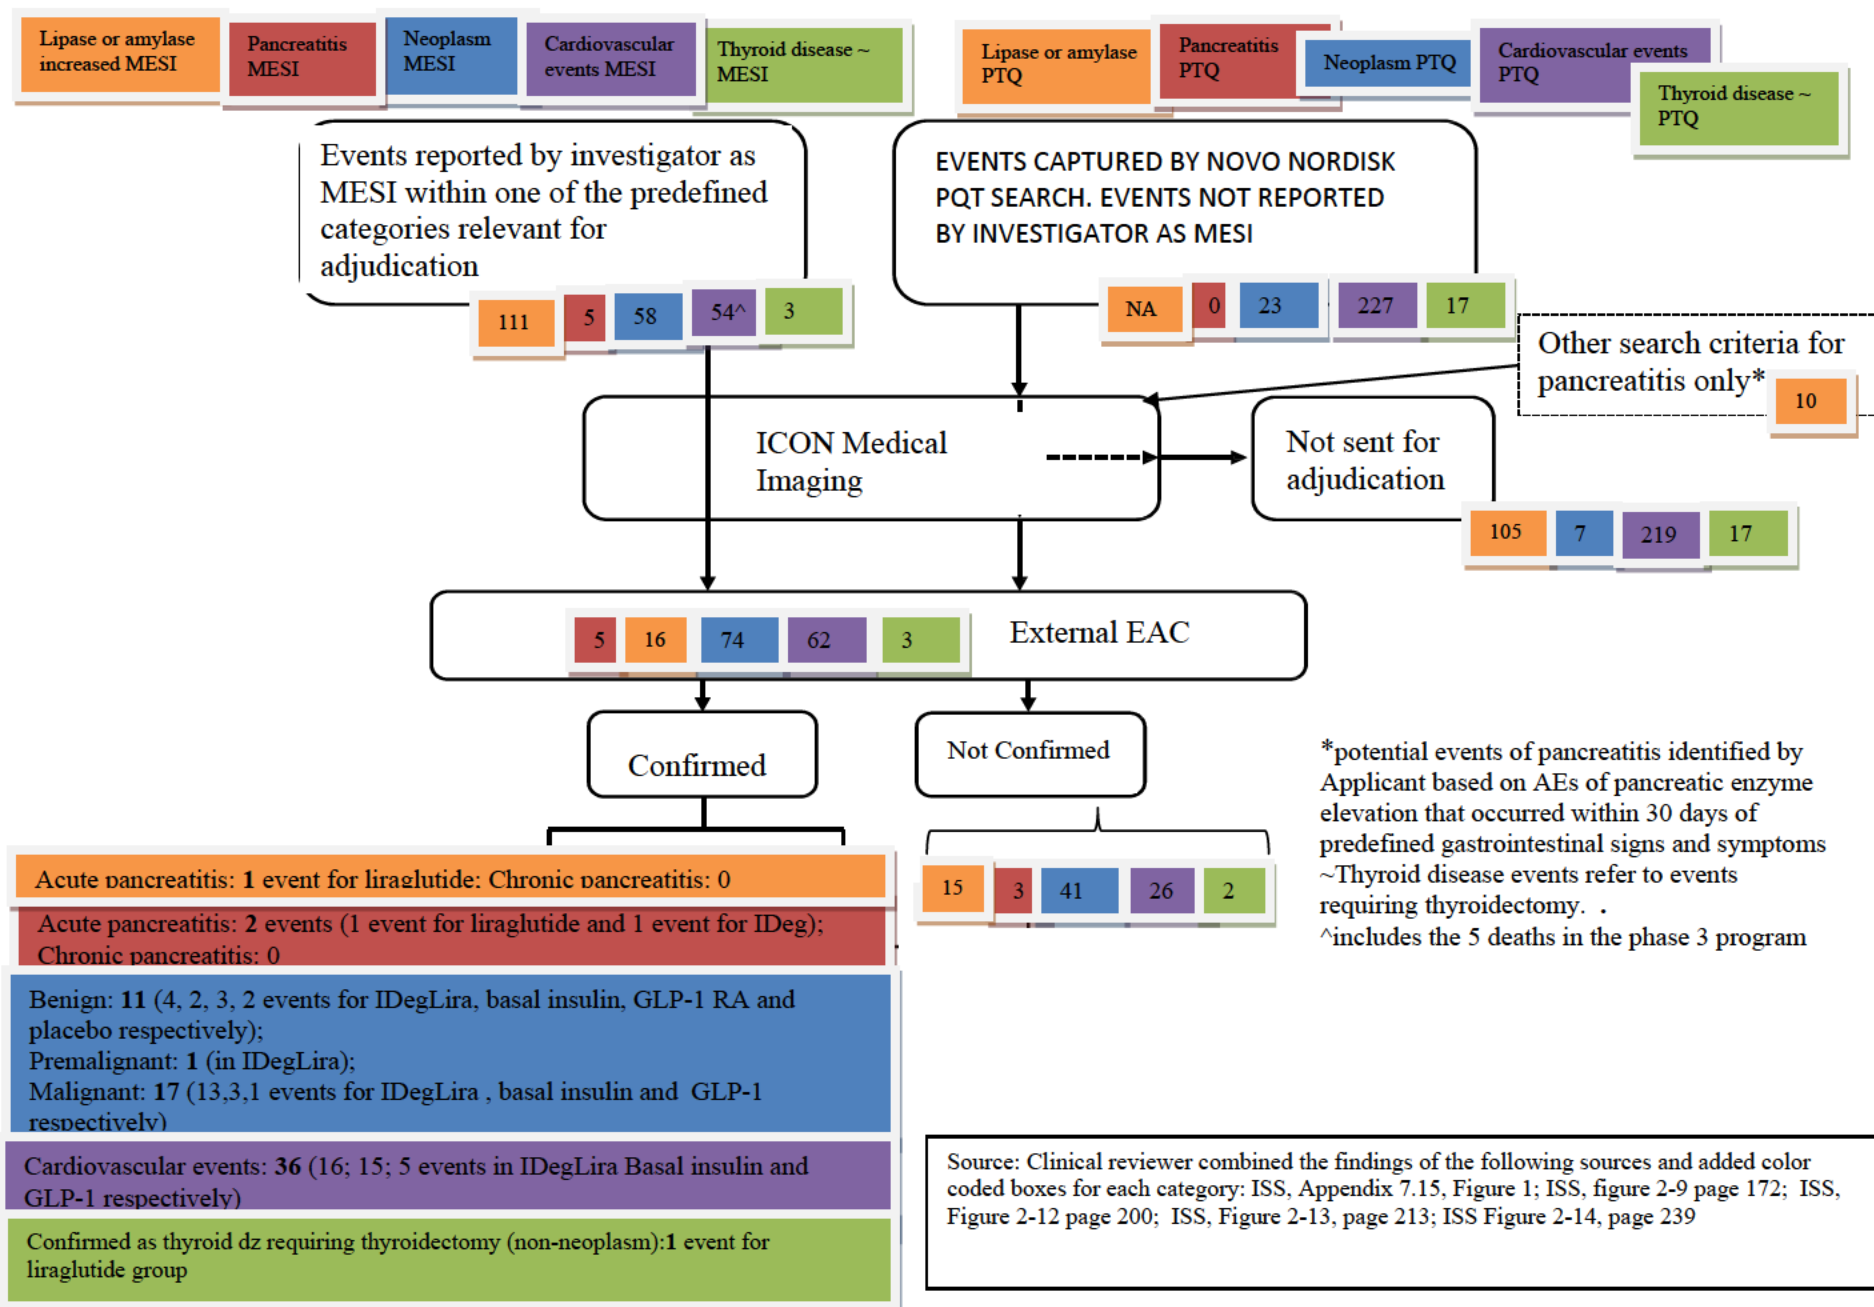 Lipase or amylase
increased MESI
Pancreatitis
MESI
Neoplasm
MESI
Cardiovascular
events MESI
Thyroid disease ~
MESI
Lipase or amylase
PTQ
Pancreatitis
PTQ
Neoplasm PTQ
Cardiovascular events
PTQ
Thyroid disease ~
PTQ
Events reported by investigator as
MESI within one of the predefined
categories relevant for
adjudication
111
5
58
54^
3
EVENTS CAPTURED BY NOVO NORDISK
PQT SEARCH. EVENTS NOT REPORTED
BY INVESTIGATOR AS MESI
NA
0
23
227
17
Other search criteria for
pancreatitis only*
10
ICON Medical
Imaging
Not sent for
adjudication
105
7
219
17
5
16
74
62
3
External EAC
Confirmed
Not Confirmed
15
3
41
26
2
Acute pancreatitis: 1 event for liraglutide; Chronic pancreatitis: 0
Acute pancreatitis: 2 events (1 event for liraglutide and 1 event for IDeg);
Chronic pancreatitis: 0
Benign: 11 (4, 2, 3, 2 events for IDegLira, basal insulin, GLP-1 RA and
placebo respectively);
Premalignant: 1 (in IDegLira);
Malignant: 17 (13,3,1 events for IDegLira , basal insulin and GLP-1
respectively)
Cardiovascular events: 36 (16; 15; 5 events in IDegLira Basal insulin and
GLP-1 respectively)
Confirmed as thyroid dz requiring thyroidectomy (non-neoplasm):1 event for
liraglutide group
*potential events of pancreatitis identified by
Applicant based on AEs of pancreatic enzyme
elevation that occurred within 30 days of
predefined gastrointestinal signs and symptoms
~Thyroid disease events refer to events
requiring thyroidectomy. .
^includes the 5 deaths in the phase 3 program
Source: Clinical reviewer combined the findings of the following sources and added color
coded boxes for each category: ISS, Appendix 7.15, Figure 1; ISS, figure 2-9 page 172; ISS,
Figure 2-12 page 200; ISS, Figure 2-13, page 213; ISS Figure 2-14, page 239